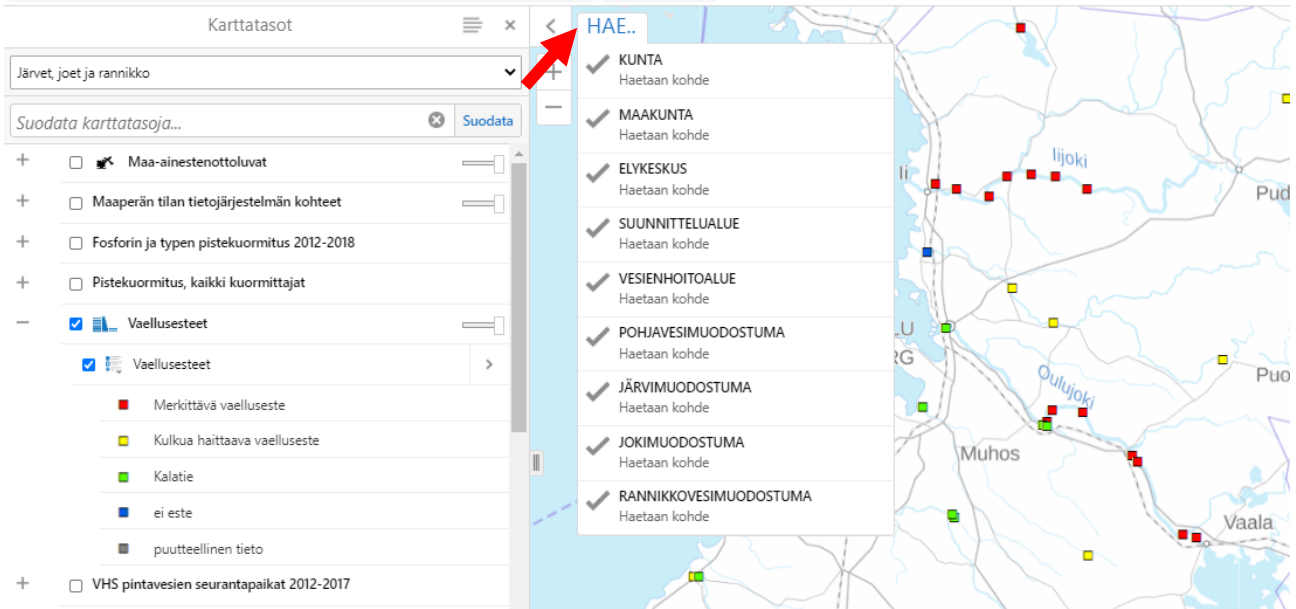 Karttatasot
Järvet, joet ja rannikko
Suodata karttatasoja...
Suodata
Maa-ainestenottoluvat
Maaperän tilan tietojärjestelmän kohteet
Fosforin ja typen pistekuormitus 2012-2018
Pistekuormitus, kaikki kuormittajat
Vaellusesteet
Vaellusesteet
Merkittävä vaelluseste
Kulkua haittaava vaelluseste
Kalatie
ei este
puutteellinen tieto
VHS pintavesien seurantapaikat 2012-2017
HAE..
KUNTA
Haetaan kohde
MAAKUNTA
Haetaan kohde
ELYKESKUS
Haetaan kohde
SUUNNITTELUALUE
Haetaan kohde
VESIENHOITOALUE
Haetaan kohde
POHJAVESIMUODOSTUMA
Haetaan kohde
JÄRVIMUODOSTUMA
Haetaan kohde
JOKIMUODOSTUMA
Haetaan kohde
RANNIKKOVESIMUODOSTUMA
Haetaan kohde
Iijoki
Ii
Pud
LU
RG
Puo
Oulujoki
Muhos
Vaala